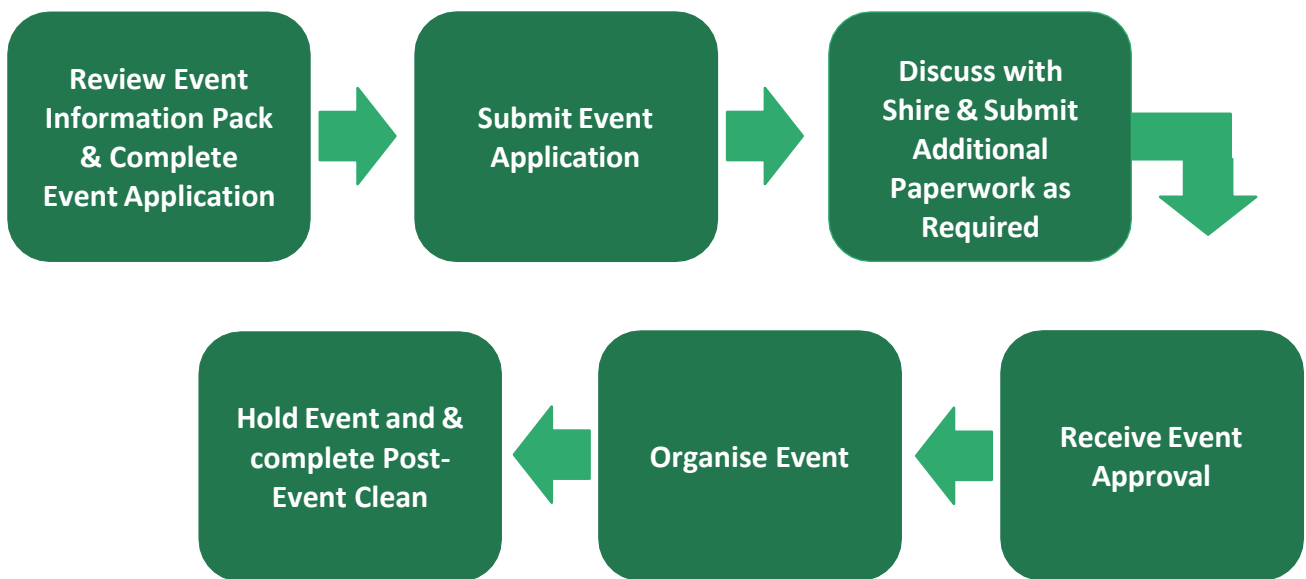 Review Event
Information Pack
& Complete
Event Application
Submit Event
Application
Discuss with
Shire & Submit
Additional
Paperwork as
Required
Receive Event
Approval
Organise Event
Hold Event and &
complete Post-
Event Clean